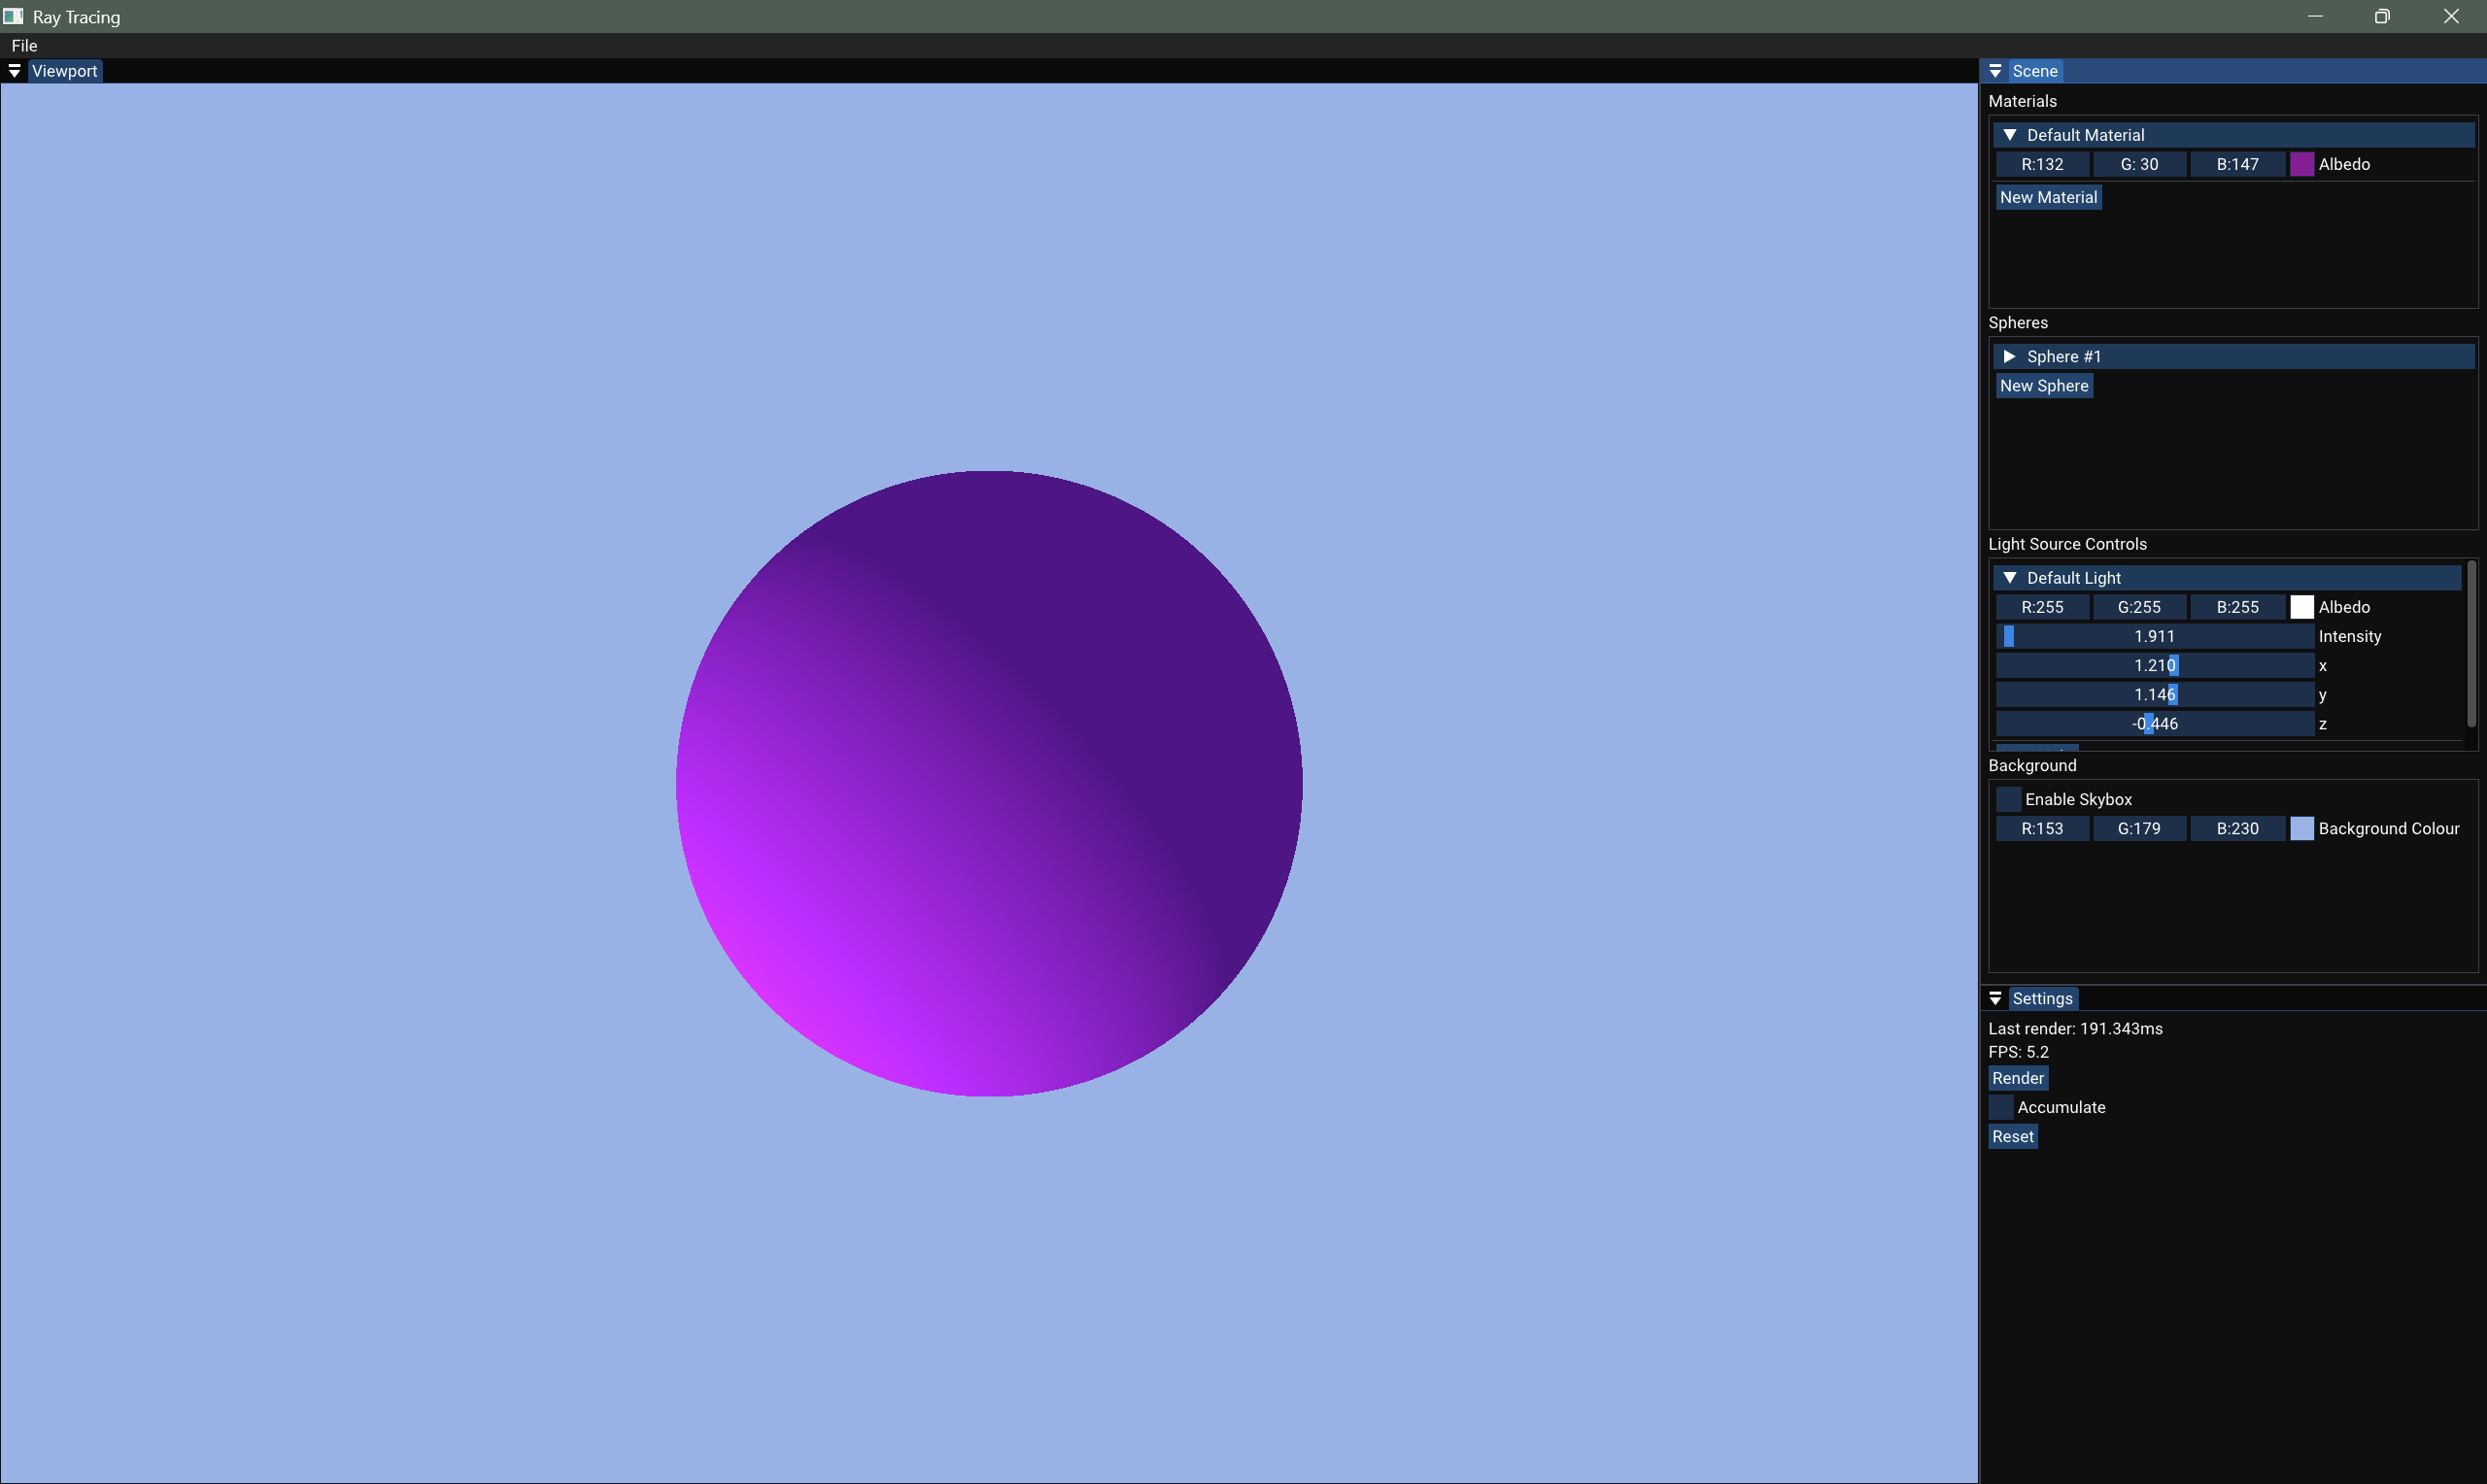 Ray Tracing
File
Viewport
Scene
Materials
Default Material
R:132 G: 30 B:147 Albedo
New Material
Spheres
Sphere #1
New Sphere
Light Source Controls
Default Light
R:255 G:255 B:255 Albedo
1.911 Intensity
1.210 x
1.146 y
-0.446 z
Background
Enable Skybox
R:153 G:179 B:230 Background Colour
Settings
Last render: 191.343ms
FPS: 5.2
Render
Accumulate
Reset